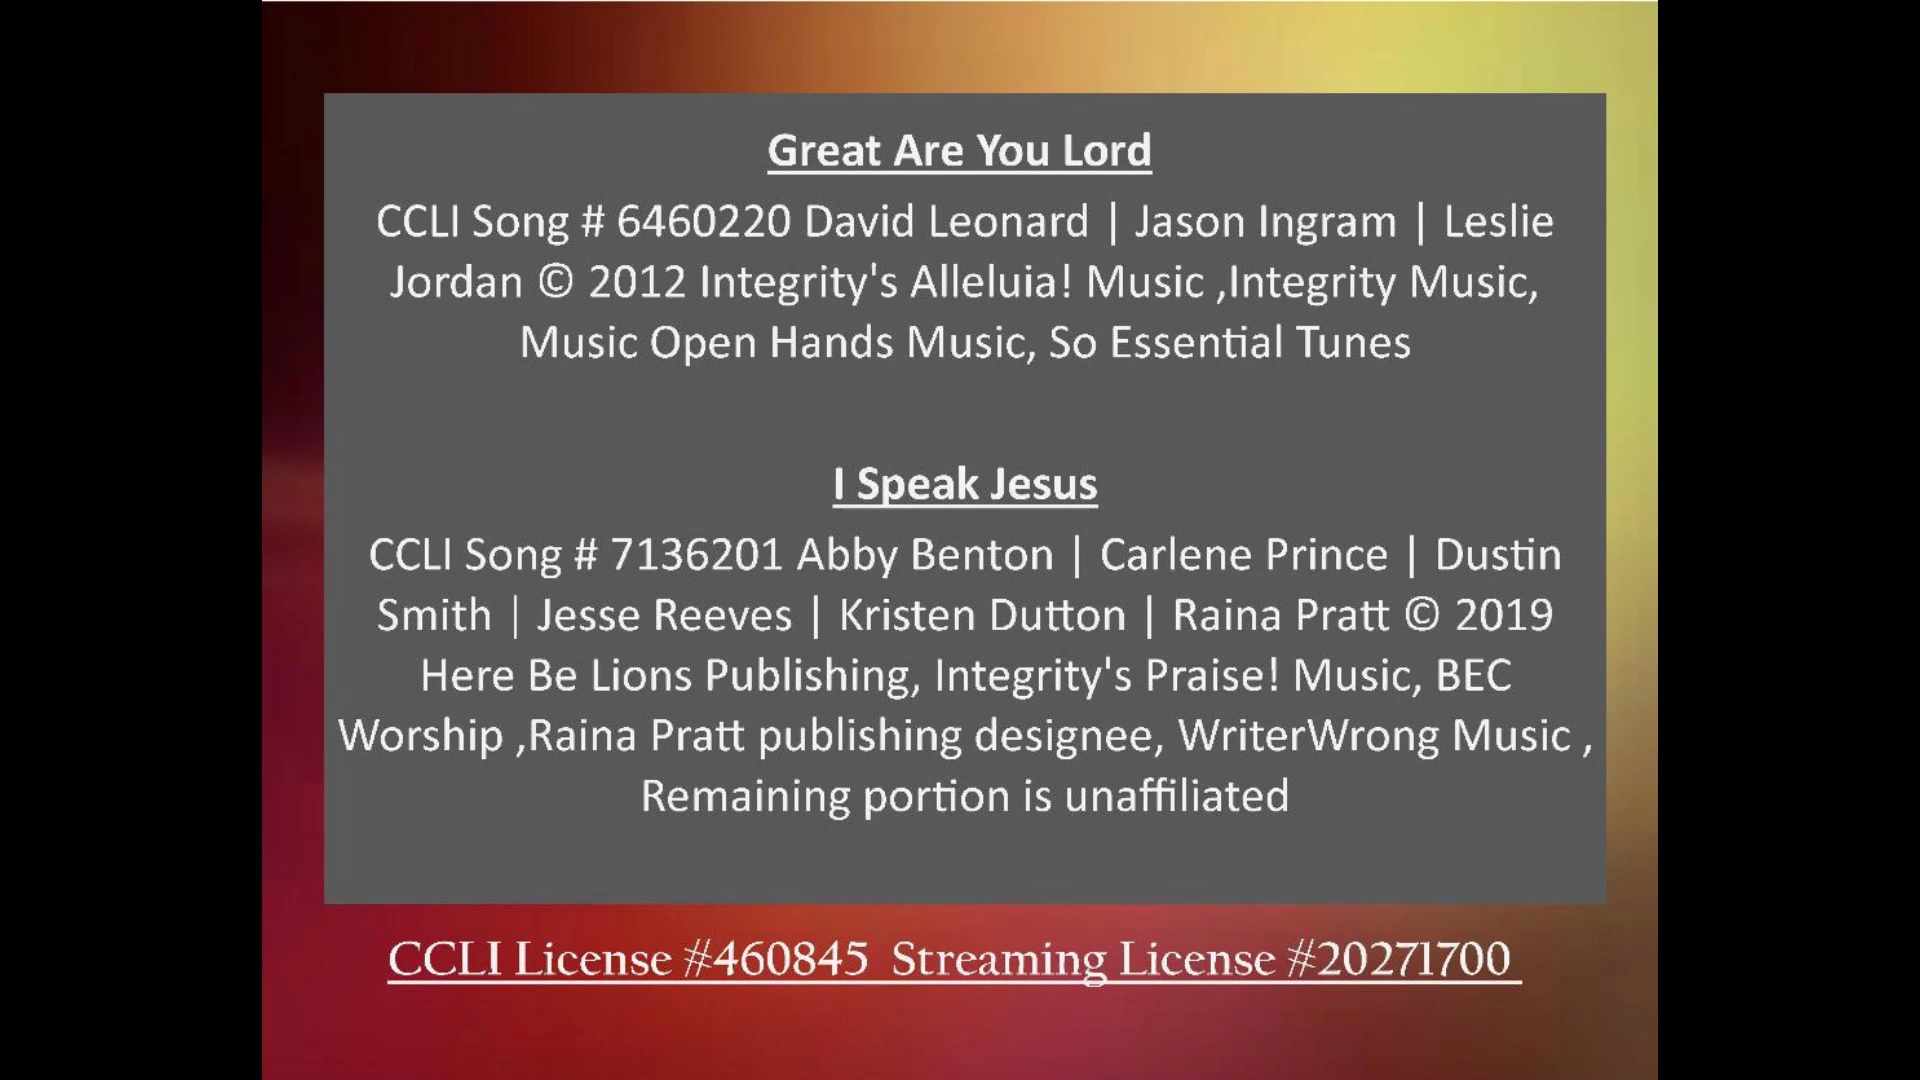 Great Are You Lord
CCLI Song # 6460220 David Leonard | Jason Ingram | Leslie
Jordan © 2012 Integrity's Alleluia! Music ,Integrity Music,
Music Open Hands Music, So Essential Tunes
I Speak Jesus
CCLI Song # 7136201 Abby Benton | Carlene Prince | Dustin
Smith | Jesse Reeves | Kristen Dutton | Raina Pratt © 2019
Here Be Lions Publishing, Integrity's Praise! Music, BEC
Worship ,Raina Pratt publishing designee, WriterWrong Music ,
Remaining portion is unaffiliated
CCLI License #460845 Streaming License #20271700